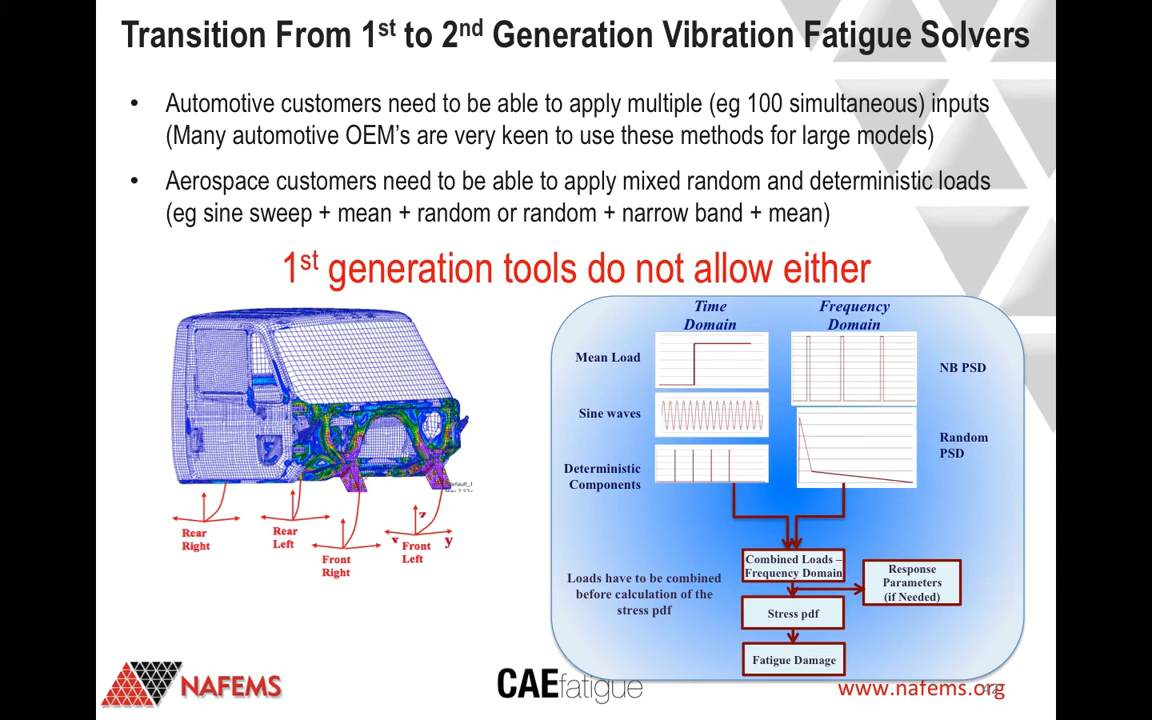 Transition From 1st to 2nd Generation Vibration Fatigue Solvers
• Automotive customers need to be able to apply multiple (eg 100 simultaneous) inputs
(Many automotive OEM's are very keen to use these methods for large models)
• Aerospace customers need to be able to apply mixed random and deterministic loads
(eg sine sweep + mean + random or random + narrow band + mean)
1st generation tools do not allow either
Rear
Right
Rear
Left
Front
Right
z
x
Front
Left
y
Time
Domain
Frequency
Domain
Mean Load
NB PSD
Sine waves
Random
PSD
Deterministic
Components
Combined Loads –
Frequency Domain
Response
Parameters
(if Needed)
Loads have to be combined
before calculation of the
stress pdf
Stress pdf
Fatigue Damage
NAFEMS
CAEfatigue
www.nafems.org